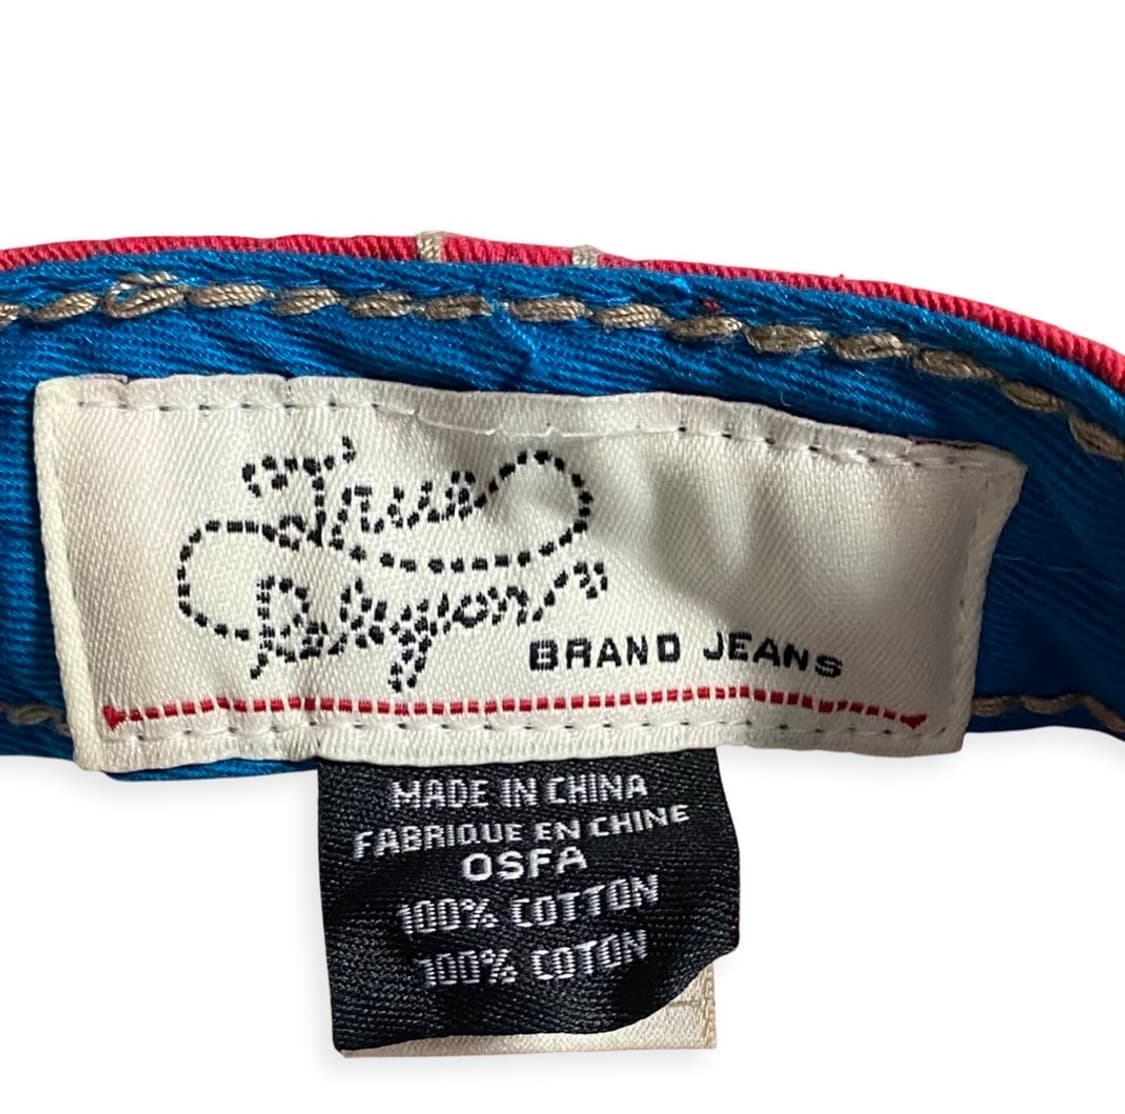 True
Religion
BRAND JEANS
MADE IN CHINA
FABRIQUE EN CHINE
OSFA
100% COTTON
100% COTON